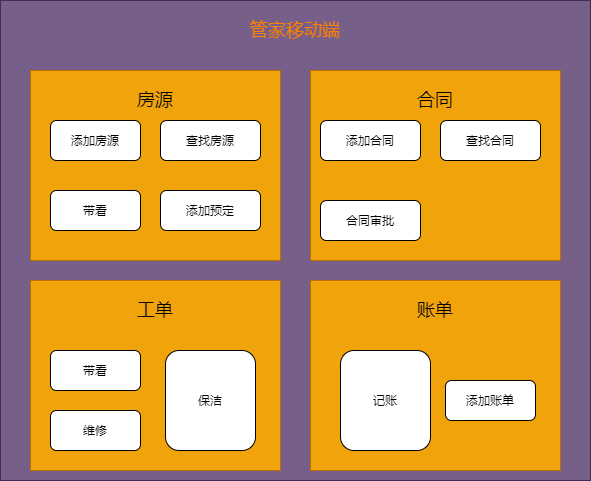 管家移动端
房源
添加房源
查找房源
带看
添加预定
合同
添加合同
查找合同
合同审批
工单
带看
维修
保洁
账单
记账
添加账单